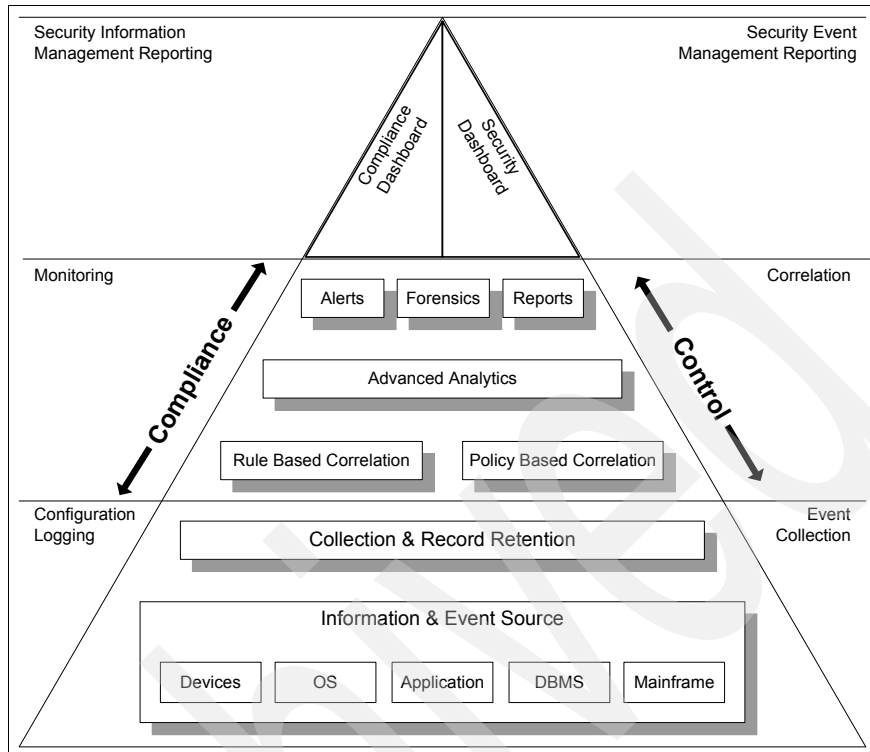 Security Information
Management Reporting
Security Event
Management Reporting
Compliance
Dashboard
Security
Dashboard
Monitoring
Correlation
Alerts
Forensics
Reports
Compliance
Control
Advanced Analytics
Rule Based Correlation
Policy Based Correlation
Configuration
Logging
Event
Collection
Collection & Record Retention
Information & Event Source
Devices
OS
Application
DBMS
Mainframe